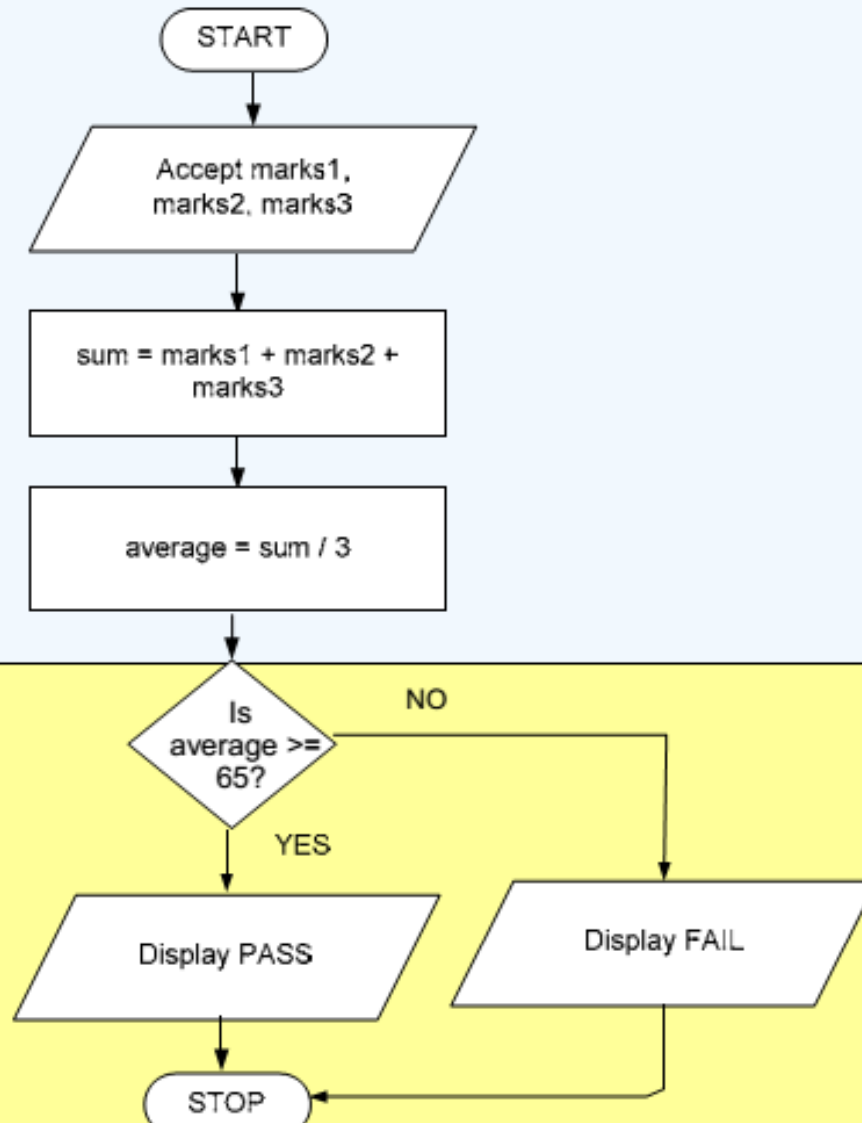 START
Accept marks1,
marks2, marks3
sum = marks1 + marks2 +
marks3
average = sum / 3
Is
average >=
65?
NO
YES
Display PASS
Display FAIL
STOP